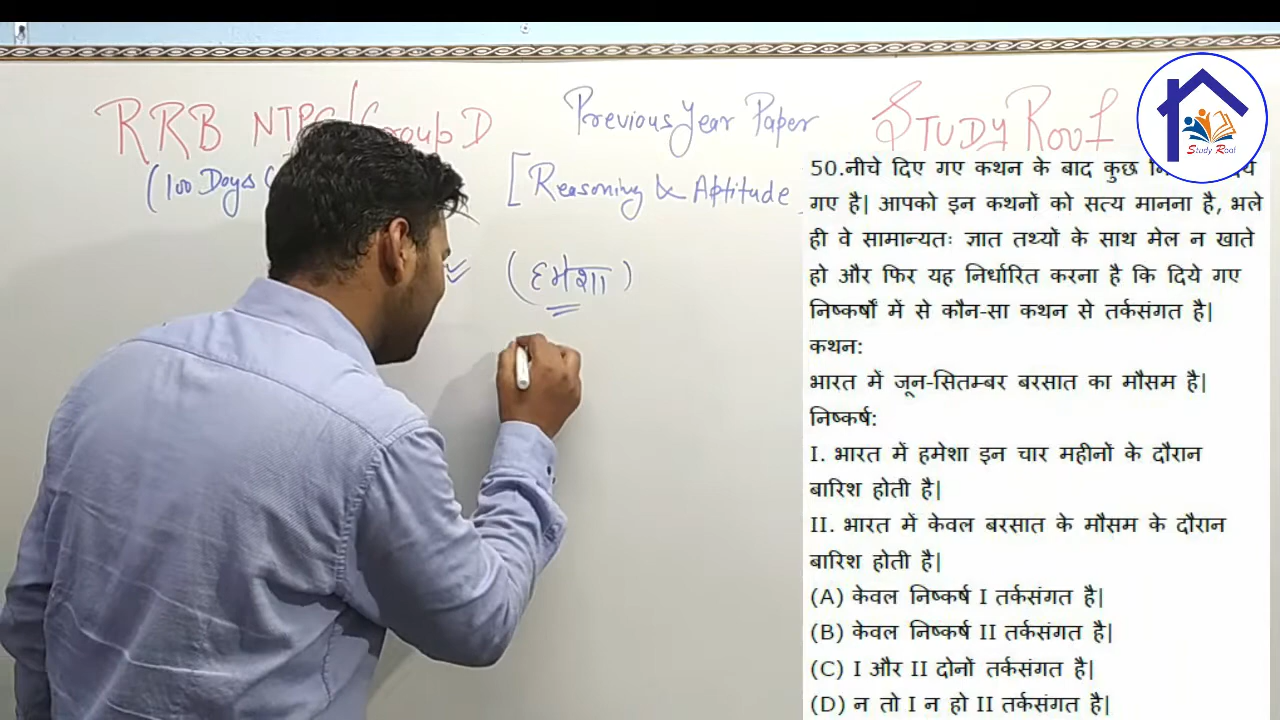 RRB NTPC/Group D
Previous Year Paper
STUDY Roof
Study Roof
(100 Days
[Reasoning & Aptitude
(हमेशा)
50.नीचे दिए गए कथन के बाद कुछ
गए है| आपको इन कथनों को सत्य मानना है, भले
ही वे सामान्यतः ज्ञात तथ्यों के साथ मेल न खाते
हो और फिर यह निर्धारित करना है कि दिये गए
निष्कर्षों में से कौन-सा कथन से तर्कसंगत है|
कथन:
भारत में जून-सितम्बर बरसात का मौसम है|
निष्कर्ष:
I. भारत में हमेशा इन चार महीनों के दौरान
बारिश होती है|
II. भारत में केवल बरसात के मौसम के दौरान
बारिश होती है|
(A) केवल निष्कर्ष I तर्कसंगत है|
(B) केवल निष्कर्ष II तर्कसंगत है|
(C) I और II दोनों तर्कसंगत है|
(D) न तो I न हो II तर्कसंगत है|